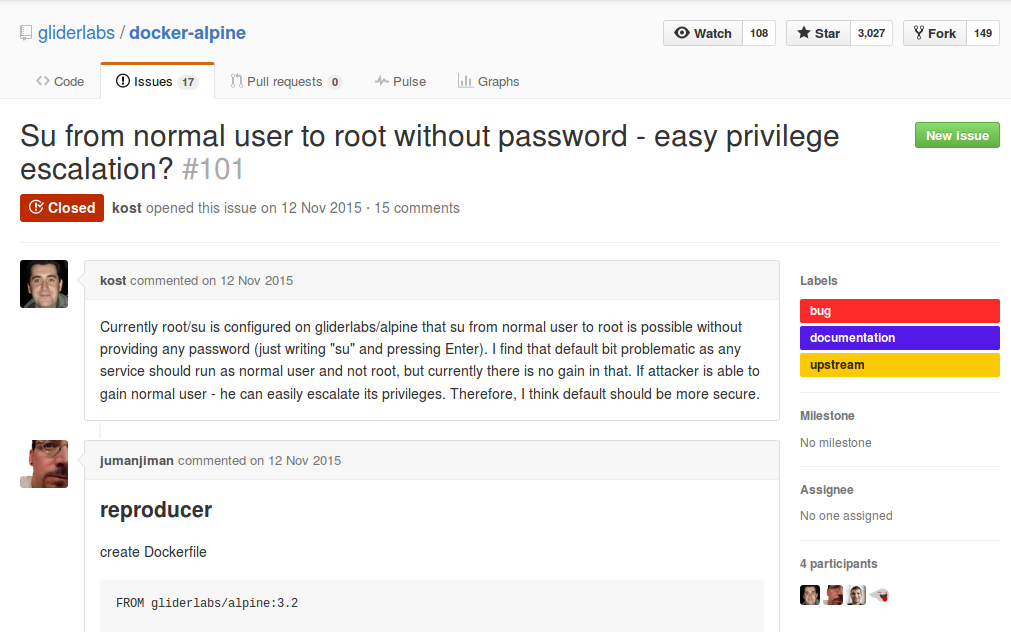 gliderlabs / docker-alpine
Watch 108 Star 3,027 Fork 149
Code Issues 17 Pull requests 0 Pulse Graphs
Su from normal user to root without password - easy privilege
escalation? #101
New issue
Closed kost opened this issue on 12 Nov 2015 · 15 comments
kost commented on 12 Nov 2015
Currently root/su is configured on gliderlabs/alpine that su from normal user to root is possible without
providing any password (just writing "su" and pressing Enter). I find that default bit problematic as any
service should run as normal user and not root, but currently there is no gain in that. If attacker is able to
gain normal user - he can easily escalate its privileges. Therefore, I think default should be more secure.
jumanjiman commented on 12 Nov 2015
reproducer
create Dockerfile
FROM gliderlabs/alpine:3.2
Labels
bug
documentation
upstream
Milestone
No milestone
Assignee
No one assigned
4 participants